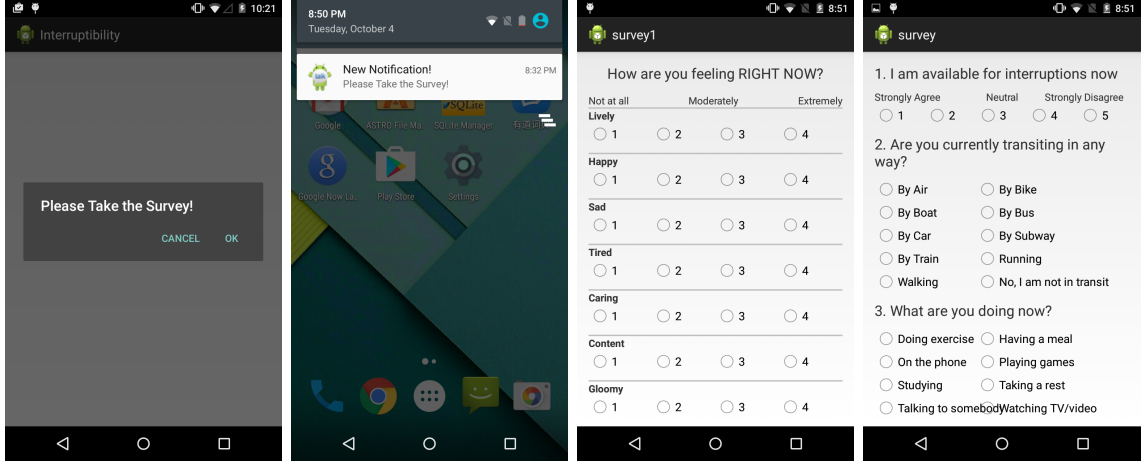 10:21
Interruptibility
Please Take the Survey!
CANCEL OK
8:50 PM
Tuesday, October 4
New Notification! 8:32 PM
Please Take the Survey!
Google ASTRO File Ma.. SQLite Manager
Google Now La.. Play Store Settings
8:51
survey1
How are you feeling RIGHT NOW?
Not at all Moderately Extremely
Lively
1 2 3 4
Happy
1 2 3 4
Sad
1 2 3 4
Tired
1 2 3 4
Caring
1 2 3 4
Content
1 2 3 4
Gloomy
1 2 3 4
8:51
survey
1. I am available for interruptions now
Strongly Agree Neutral Strongly Disagree
1 2 3 4 5
2. Are you currently transiting in any
way?
By Air By Bike
By Boat By Bus
By Car By Subway
By Train Running
Walking No, I am not in transit
3. What are you doing now?
Doing exercise Having a meal
On the phone Playing games
Studying Taking a rest
Talking to somebody Watching TV/video